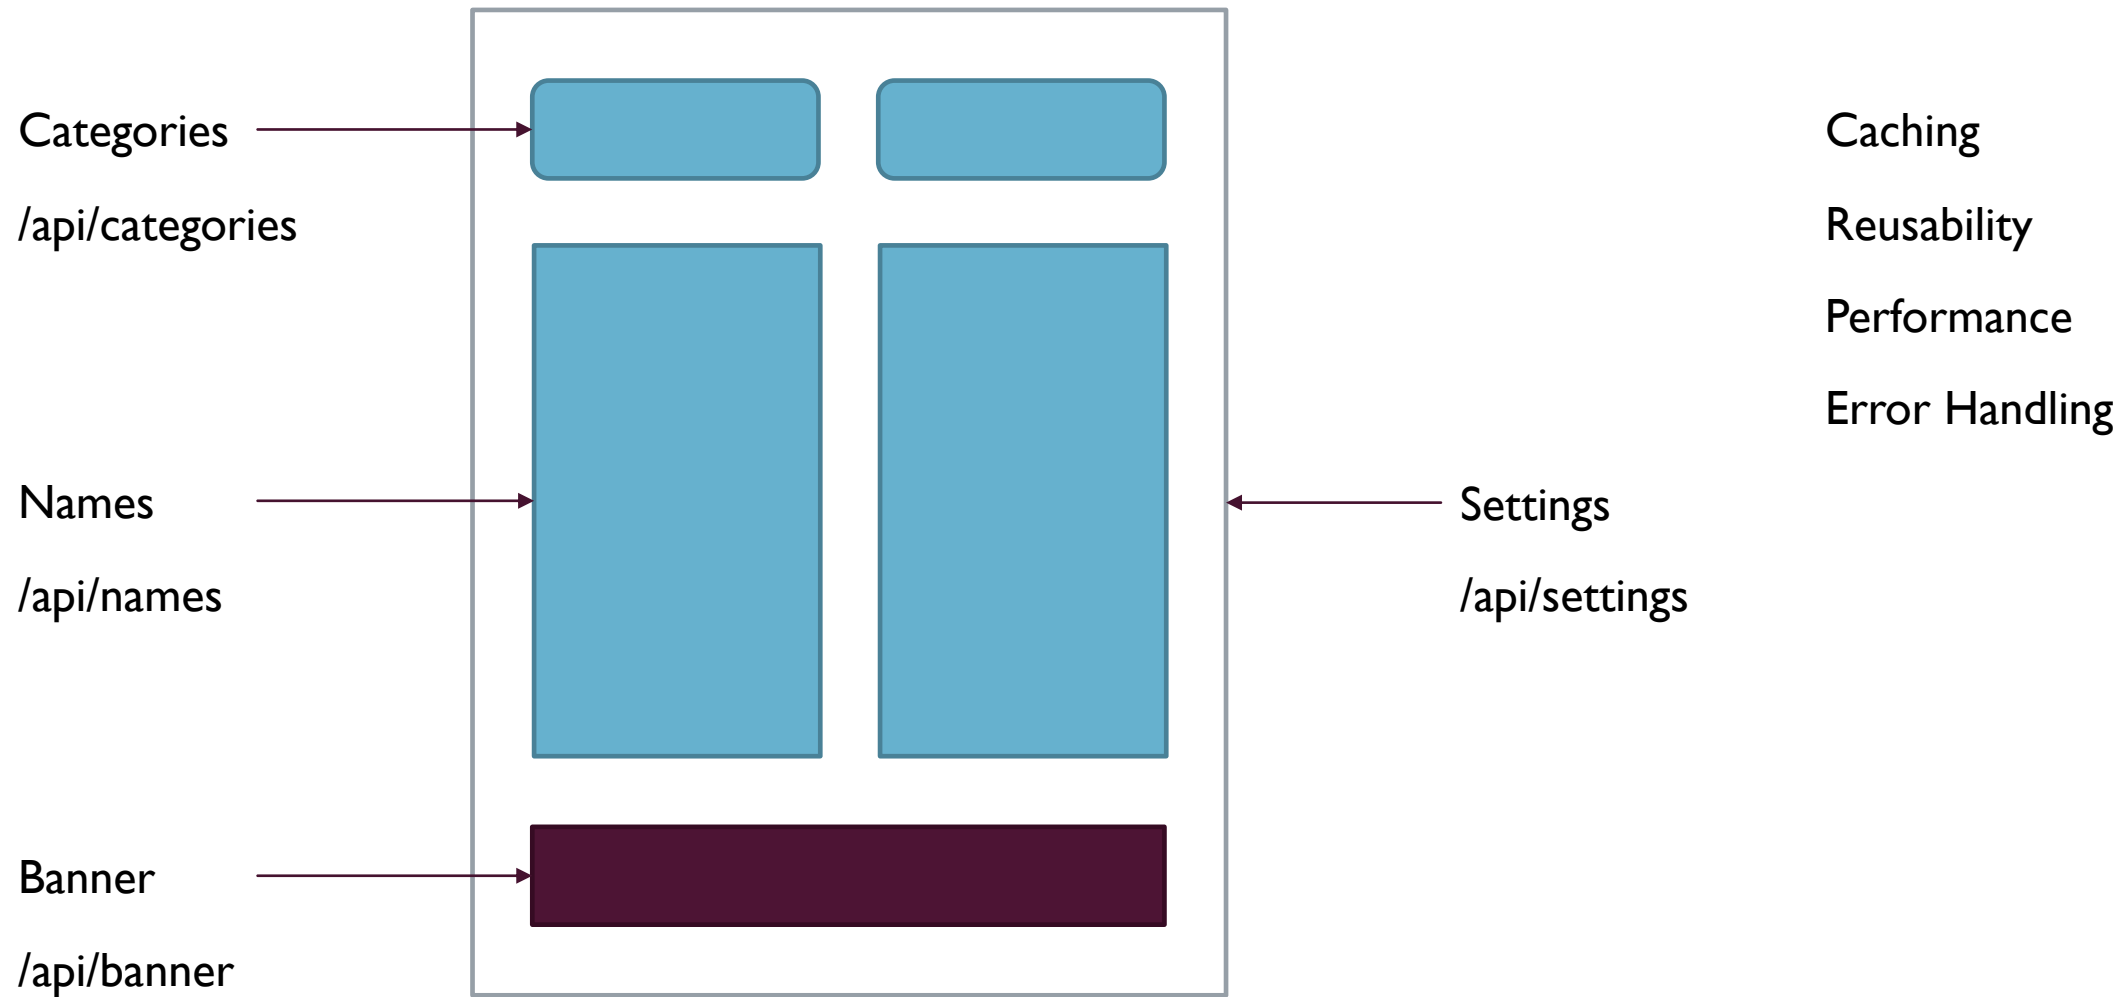 Categories
/api/categories
Names
/api/names
Banner
/api/banner
Settings
/api/settings
Caching
Reusability
Performance
Error Handling